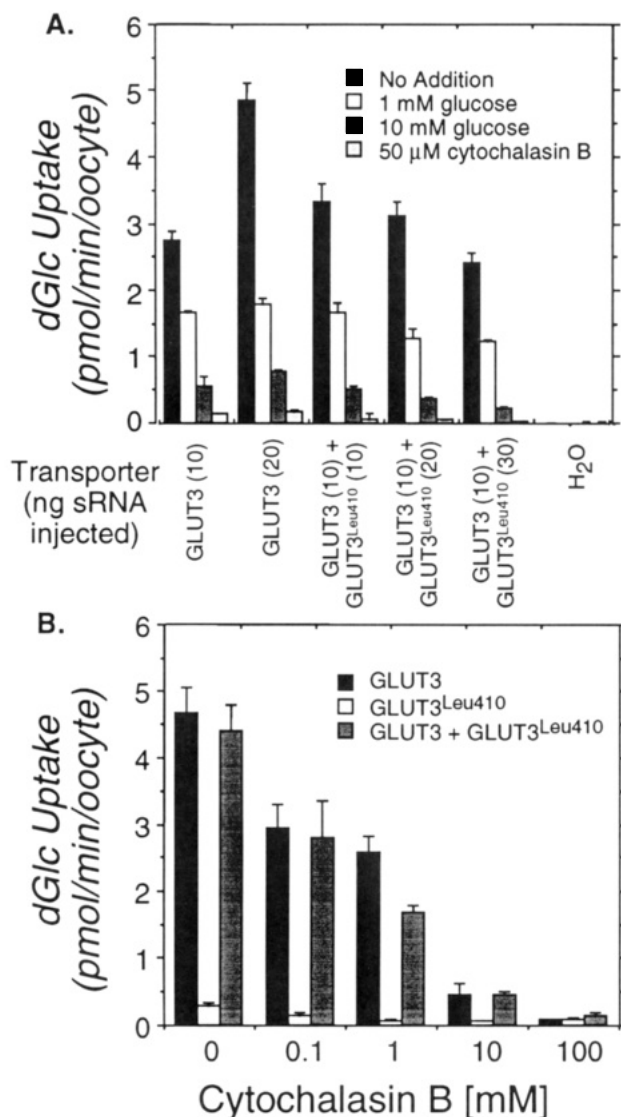 A.
6
5
4
3
2
1
0
dGlc Uptake
(pmol/min/oocyte)
No Addition
1 mM glucose
10 mM glucose
50 µM cytochalasin B
Transporter
(ng sRNA
injected)
GLUT3 (10)
GLUT3 (20)
GLUT3 (10) +
GLUT3Leu410 (10)
GLUT3 (10) +
GLUT3Leu410 (20)
GLUT3 (10) +
GLUT3Leu410 (30)
H2O
B.
6
5
4
3
2
1
0
dGlc Uptake
(pmol/min/oocyte)
GLUT3
GLUT3Leu410
GLUT3 + GLUT3Leu410
0 0.1 1 10 100
Cytochalasin B [mM]